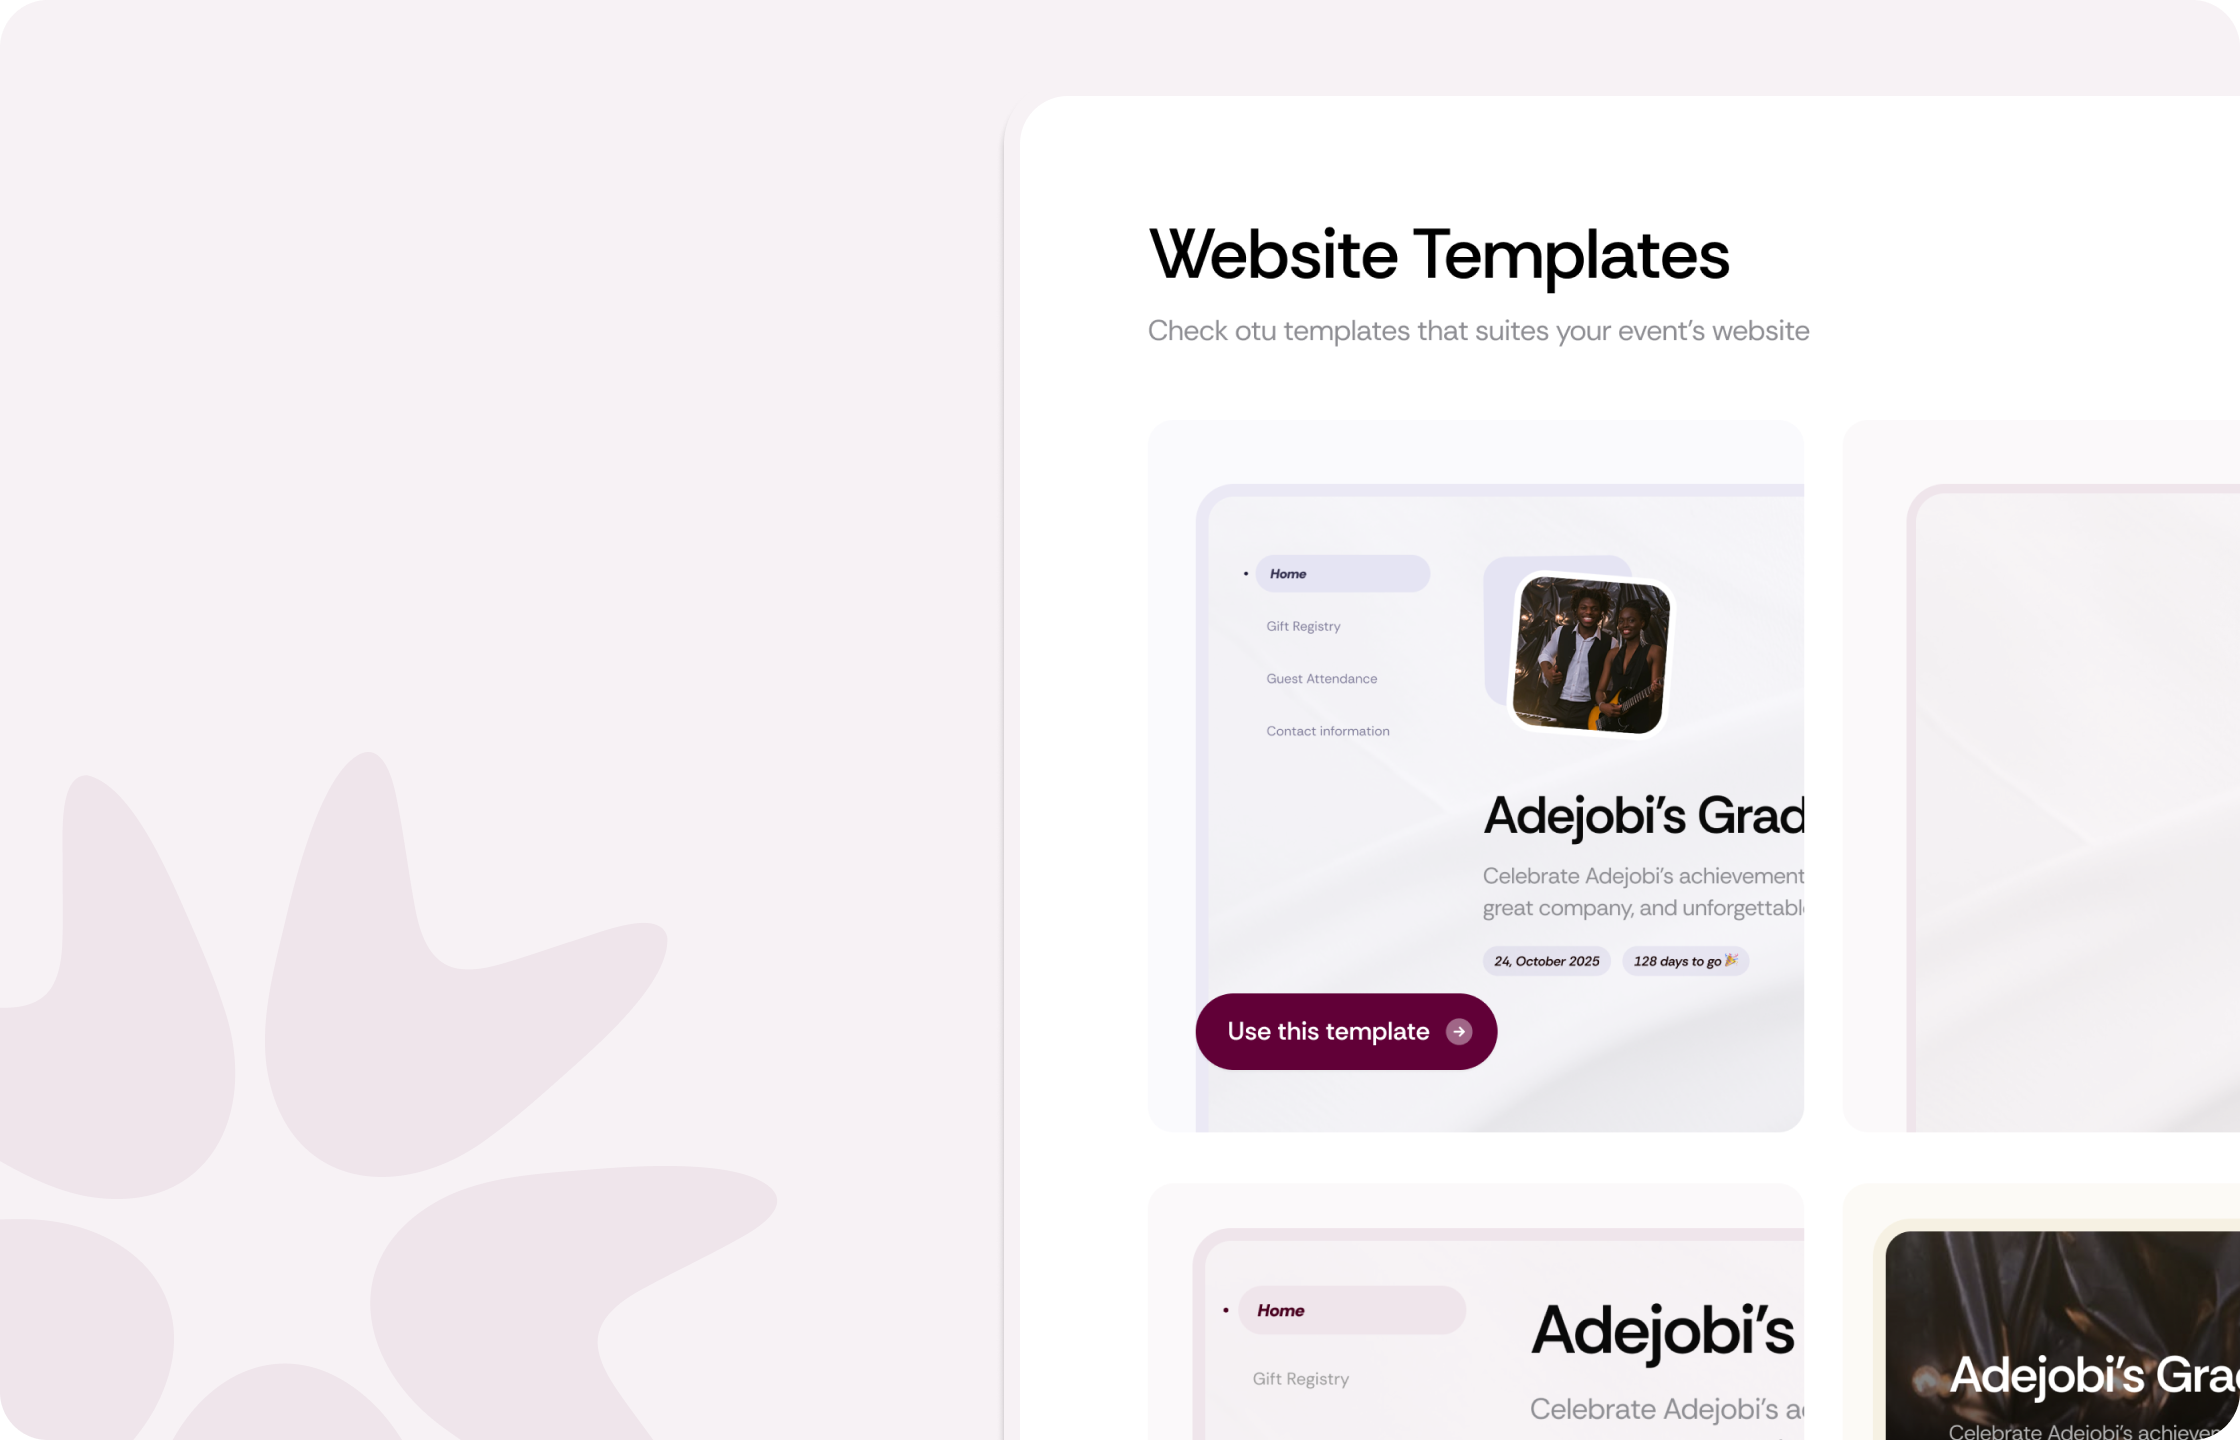 Website Templates
Check otu templates that suites your event's website
Home
Gift Registry
Guest Attendance
Contact information
Adejobi's Grad
Celebrate Adejobi's achievement
great company, and unforgettabl
24, October 2025
128 days to go 🎉
Use this template
Home
Gift Registry
Adejobi's
Celebrate Adejobi's a
Adejobi's Gra
Celebrate Adejobi's achieve